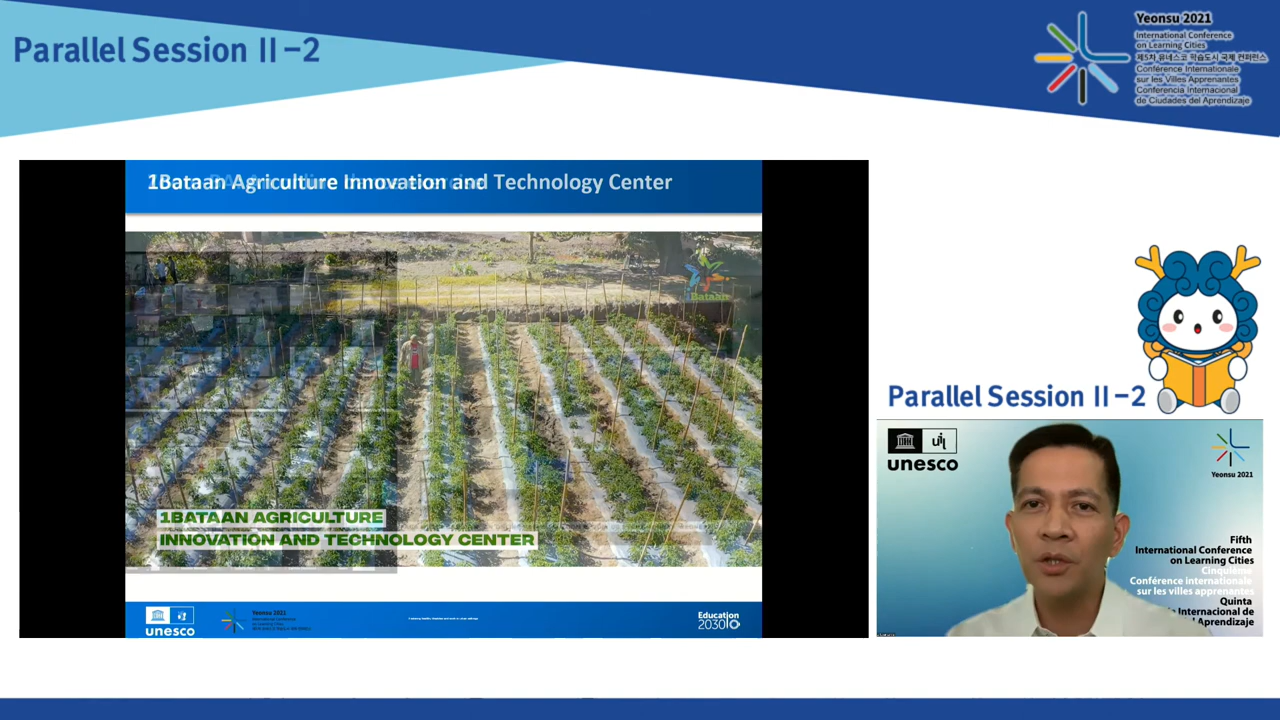 Parallel Session II-2
Yeonsu 2021
International Conference
on Learning Cities
제5차 유네스코 학습도시 국제 컨퍼런스
Conférence Internationale
sur les Villes Apprenantes
Conferencia Internacional
de Ciudades del Aprendizaje
1Bataan Agriculture Innovation and Technology Center
1Bataan
1BATAAN AGRICULTURE
INNOVATION AND TECHNOLOGY CENTER
unesco
Yeonsu 2021
Education
2030
Parallel Session II-2
unesco
Yeonsu 2021
Fifth
International Conference
on Learning Cities
Cinquième
Conférence internationale
sur les villes apprenantes
Quinta
Internacional de
Aprendizaje